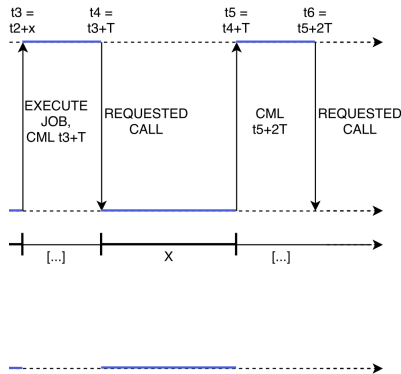 t3 =
t2+x
t4 =
t3+T
t5 =
t4+T
t6 =
t5+2T
EXECUTE
JOB,
CML t3+T
REQUESTED
CALL
CML
t5+2T
REQUESTED
CALL
[...]
X
[...]